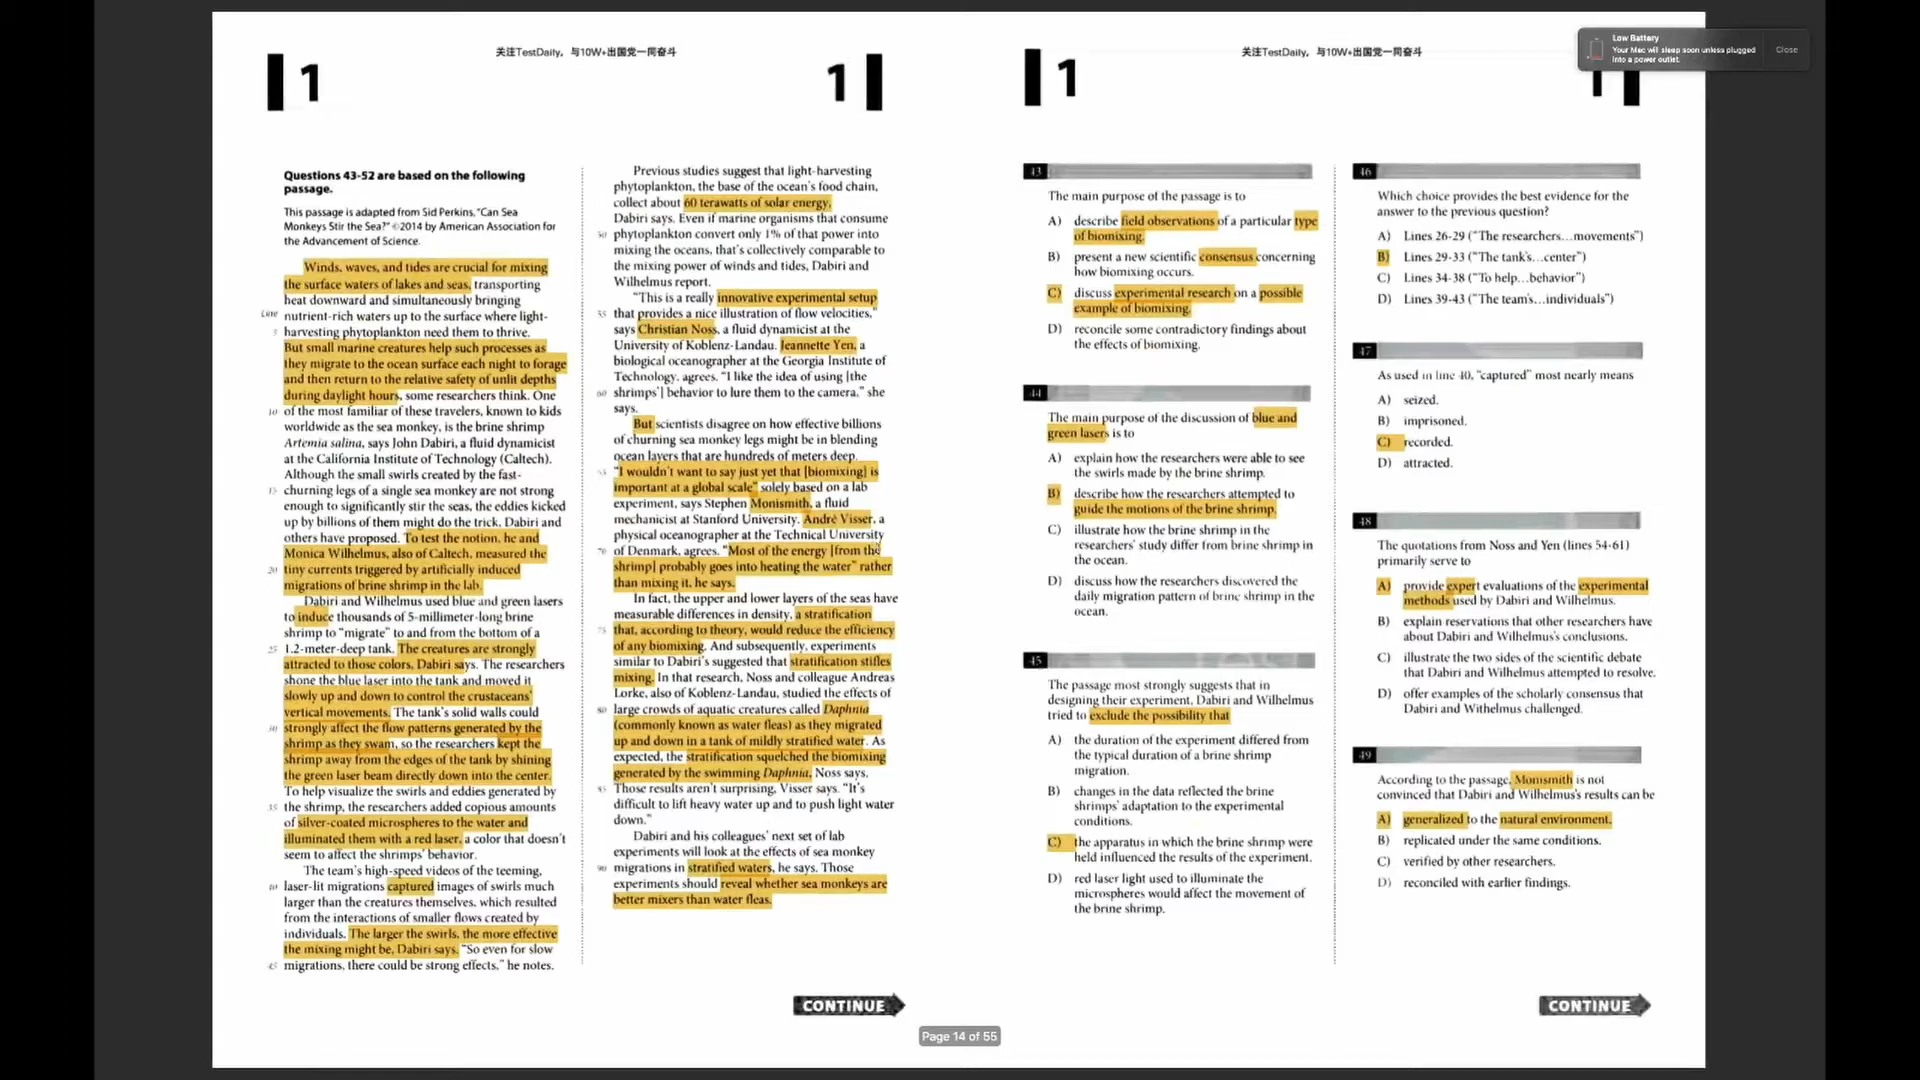 关注TestDaily，与10W+出国党一同奋斗
1
1
Questions 43-52 are based on the following
passage.
This passage is adapted from Sid Perkins, "Can Sea
Monkeys Stir the Sea?" ©2014 by American Association for
the Advancement of Science.
Winds, waves, and tides are crucial for mixing
the surface waters of lakes and seas, transporting
heat downward and simultaneously bringing
Line nutrient-rich waters up to the surface where light-
5 harvesting phytoplankton need them to thrive.
But small marine creatures help such processes as
they migrate to the ocean surface each night to forage
and then return to the relative safety of unlit depths
during daylight hours, some researchers think. One
10 of the most familiar of these travelers, known to kids
worldwide as the sea monkey, is the brine shrimp
Artemia salina, says John Dabiri, a fluid dynamicist
at the California Institute of Technology (Caltech).
Although the small swirls created by the fast-
15 churning legs of a single sea monkey are not strong
enough to significantly stir the seas, the eddies kicked
up by billions of them might do the trick, Dabiri and
others have proposed. To test the notion, he and
Monica Wilhelmus, also of Caltech, measured the
20 tiny currents triggered by artificially induced
migrations of brine shrimp in the lab.
Dabiri and Wilhelmus used blue and green lasers
to induce thousands of 5-millimeter-long brine
shrimp to "migrate" to and from the bottom of a
25 1.2-meter-deep tank. The creatures are strongly
attracted to those colors, Dabiri says. The researchers
shone the blue laser into the tank and moved it
slowly up and down to control the crustaceans'
vertical movements. The tank's solid walls could
30 strongly affect the flow patterns generated by the
shrimp as they swam, so the researchers kept the
shrimp away from the edges of the tank by shining
the green laser beam directly down into the center.
To help visualize the swirls and eddies generated by
35 the shrimp, the researchers added copious amounts
of silver-coated microspheres to the water and
illuminated them with a red laser, a color that doesn't
seem to affect the shrimps' behavior.
The team's high-speed videos of the teeming,
40 laser-lit migrations captured images of swirls much
larger than the creatures themselves, which resulted
from the interactions of smaller flows created by
individuals. The larger the swirls, the more effective
the mixing might be, Dabiri says. "So even for slow
45 migrations, there could be strong effects," he notes.
Previous studies suggest that light-harvesting
phytoplankton, the base of the ocean's food chain,
collect about 60 terawatts of solar energy,
Dabiri says. Even if marine organisms that consume
50 phytoplankton convert only 1% of that power into
mixing the oceans, that's collectively comparable to
the mixing power of winds and tides, Dabiri and
Wilhelmus report.
"This is a really innovative experimental setup
55 that provides a nice illustration of flow velocities,"
says Christian Noss, a fluid dynamicist at the
University of Koblenz-Landau. Jeannette Yen, a
biological oceanographer at the Georgia Institute of
Technology, agrees. "I like the idea of using [the
60 shrimps'] behavior to lure them to the camera," she
says.
But scientists disagree on how effective billions
of churning sea monkey legs might be in blending
ocean layers that are hundreds of meters deep.
65 "I wouldn't want to say just yet that [biomixing] is
important at a global scale" solely based on a lab
experiment, says Stephen Monismith, a fluid
mechanicist at Stanford University. André Visser, a
physical oceanographer at the Technical University
70 of Denmark, agrees. "Most of the energy [from the
shrimp] probably goes into heating the water" rather
than mixing it, he says.
In fact, the upper and lower layers of the seas have
measurable differences in density, a stratification
75 that, according to theory, would reduce the efficiency
of any biomixing. And subsequently, experiments
similar to Dabiri's suggested that stratification stifles
mixing. In that research, Noss and colleague Andreas
Lorke, also of Koblenz-Landau, studied the effects of
80 large crowds of aquatic creatures called Daphnia
(commonly known as water fleas) as they migrated
up and down in a tank of mildly stratified water. As
expected, the stratification squelched the biomixing
generated by the swimming Daphnia, Noss says.
85 Those results aren't surprising, Visser says. "It's
difficult to lift heavy water up and to push light water
down."
Dabiri and his colleagues' next set of lab
experiments will look at the effects of sea monkey
90 migrations in stratified waters, he says. Those
experiments should reveal whether sea monkeys are
better mixers than water fleas.
CONTINUE
关注TestDaily，与10W+出国党一同奋斗
1
Low Battery
Your Mac will sleep soon unless plugged
into a power outlet.
Close
43
The main purpose of the passage is to
A) describe field observations of a particular type
of biomixing.
B) present a new scientific consensus concerning
how biomixing occurs.
C) discuss experimental research on a possible
example of biomixing.
D) reconcile some contradictory findings about
the effects of biomixing.
44
The main purpose of the discussion of blue and
green lasers is to
A) explain how the researchers were able to see
the swirls made by the brine shrimp.
B) describe how the researchers attempted to
guide the motions of the brine shrimp.
C) illustrate how the brine shrimp in the
researchers' study differ from brine shrimp in
the ocean.
D) discuss how the researchers discovered the
daily migration pattern of brine shrimp in the
ocean.
45
The passage most strongly suggests that in
designing their experiment, Dabiri and Wilhelmus
tried to exclude the possibility that
A) the duration of the experiment differed from
the typical duration of a brine shrimp
migration.
B) changes in the data reflected the brine
shrimps' adaptation to the experimental
conditions.
C) the apparatus in which the brine shrimp were
held influenced the results of the experiment.
D) red laser light used to illuminate the
microspheres would affect the movement of
the brine shrimp.
46
Which choice provides the best evidence for the
answer to the previous question?
A) Lines 26-29 ("The researchers...movements")
B) Lines 29-33 ("The tank's...center")
C) Lines 34-38 ("To help...behavior")
D) Lines 39-43 ("The team's...individuals")
47
As used in line 40, "captured" most nearly means
A) seized.
B) imprisoned.
C) recorded.
D) attracted.
48
The quotations from Noss and Yen (lines 54-61)
primarily serve to
A) provide expert evaluations of the experimental
methods used by Dabiri and Wilhelmus.
B) explain reservations that other researchers have
about Dabiri and Wilhelmus's conclusions.
C) illustrate the two sides of the scientific debate
that Dabiri and Wilhelmus attempted to resolve.
D) offer examples of the scholarly consensus that
Dabiri and Wilhelmus challenged.
49
According to the passage, Monismith is not
convinced that Dabiri and Wilhelmus's results can be
A) generalized to the natural environment.
B) replicated under the same conditions.
C) verified by other researchers.
D) reconciled with earlier findings.
CONTINUE
Page 14 of 55